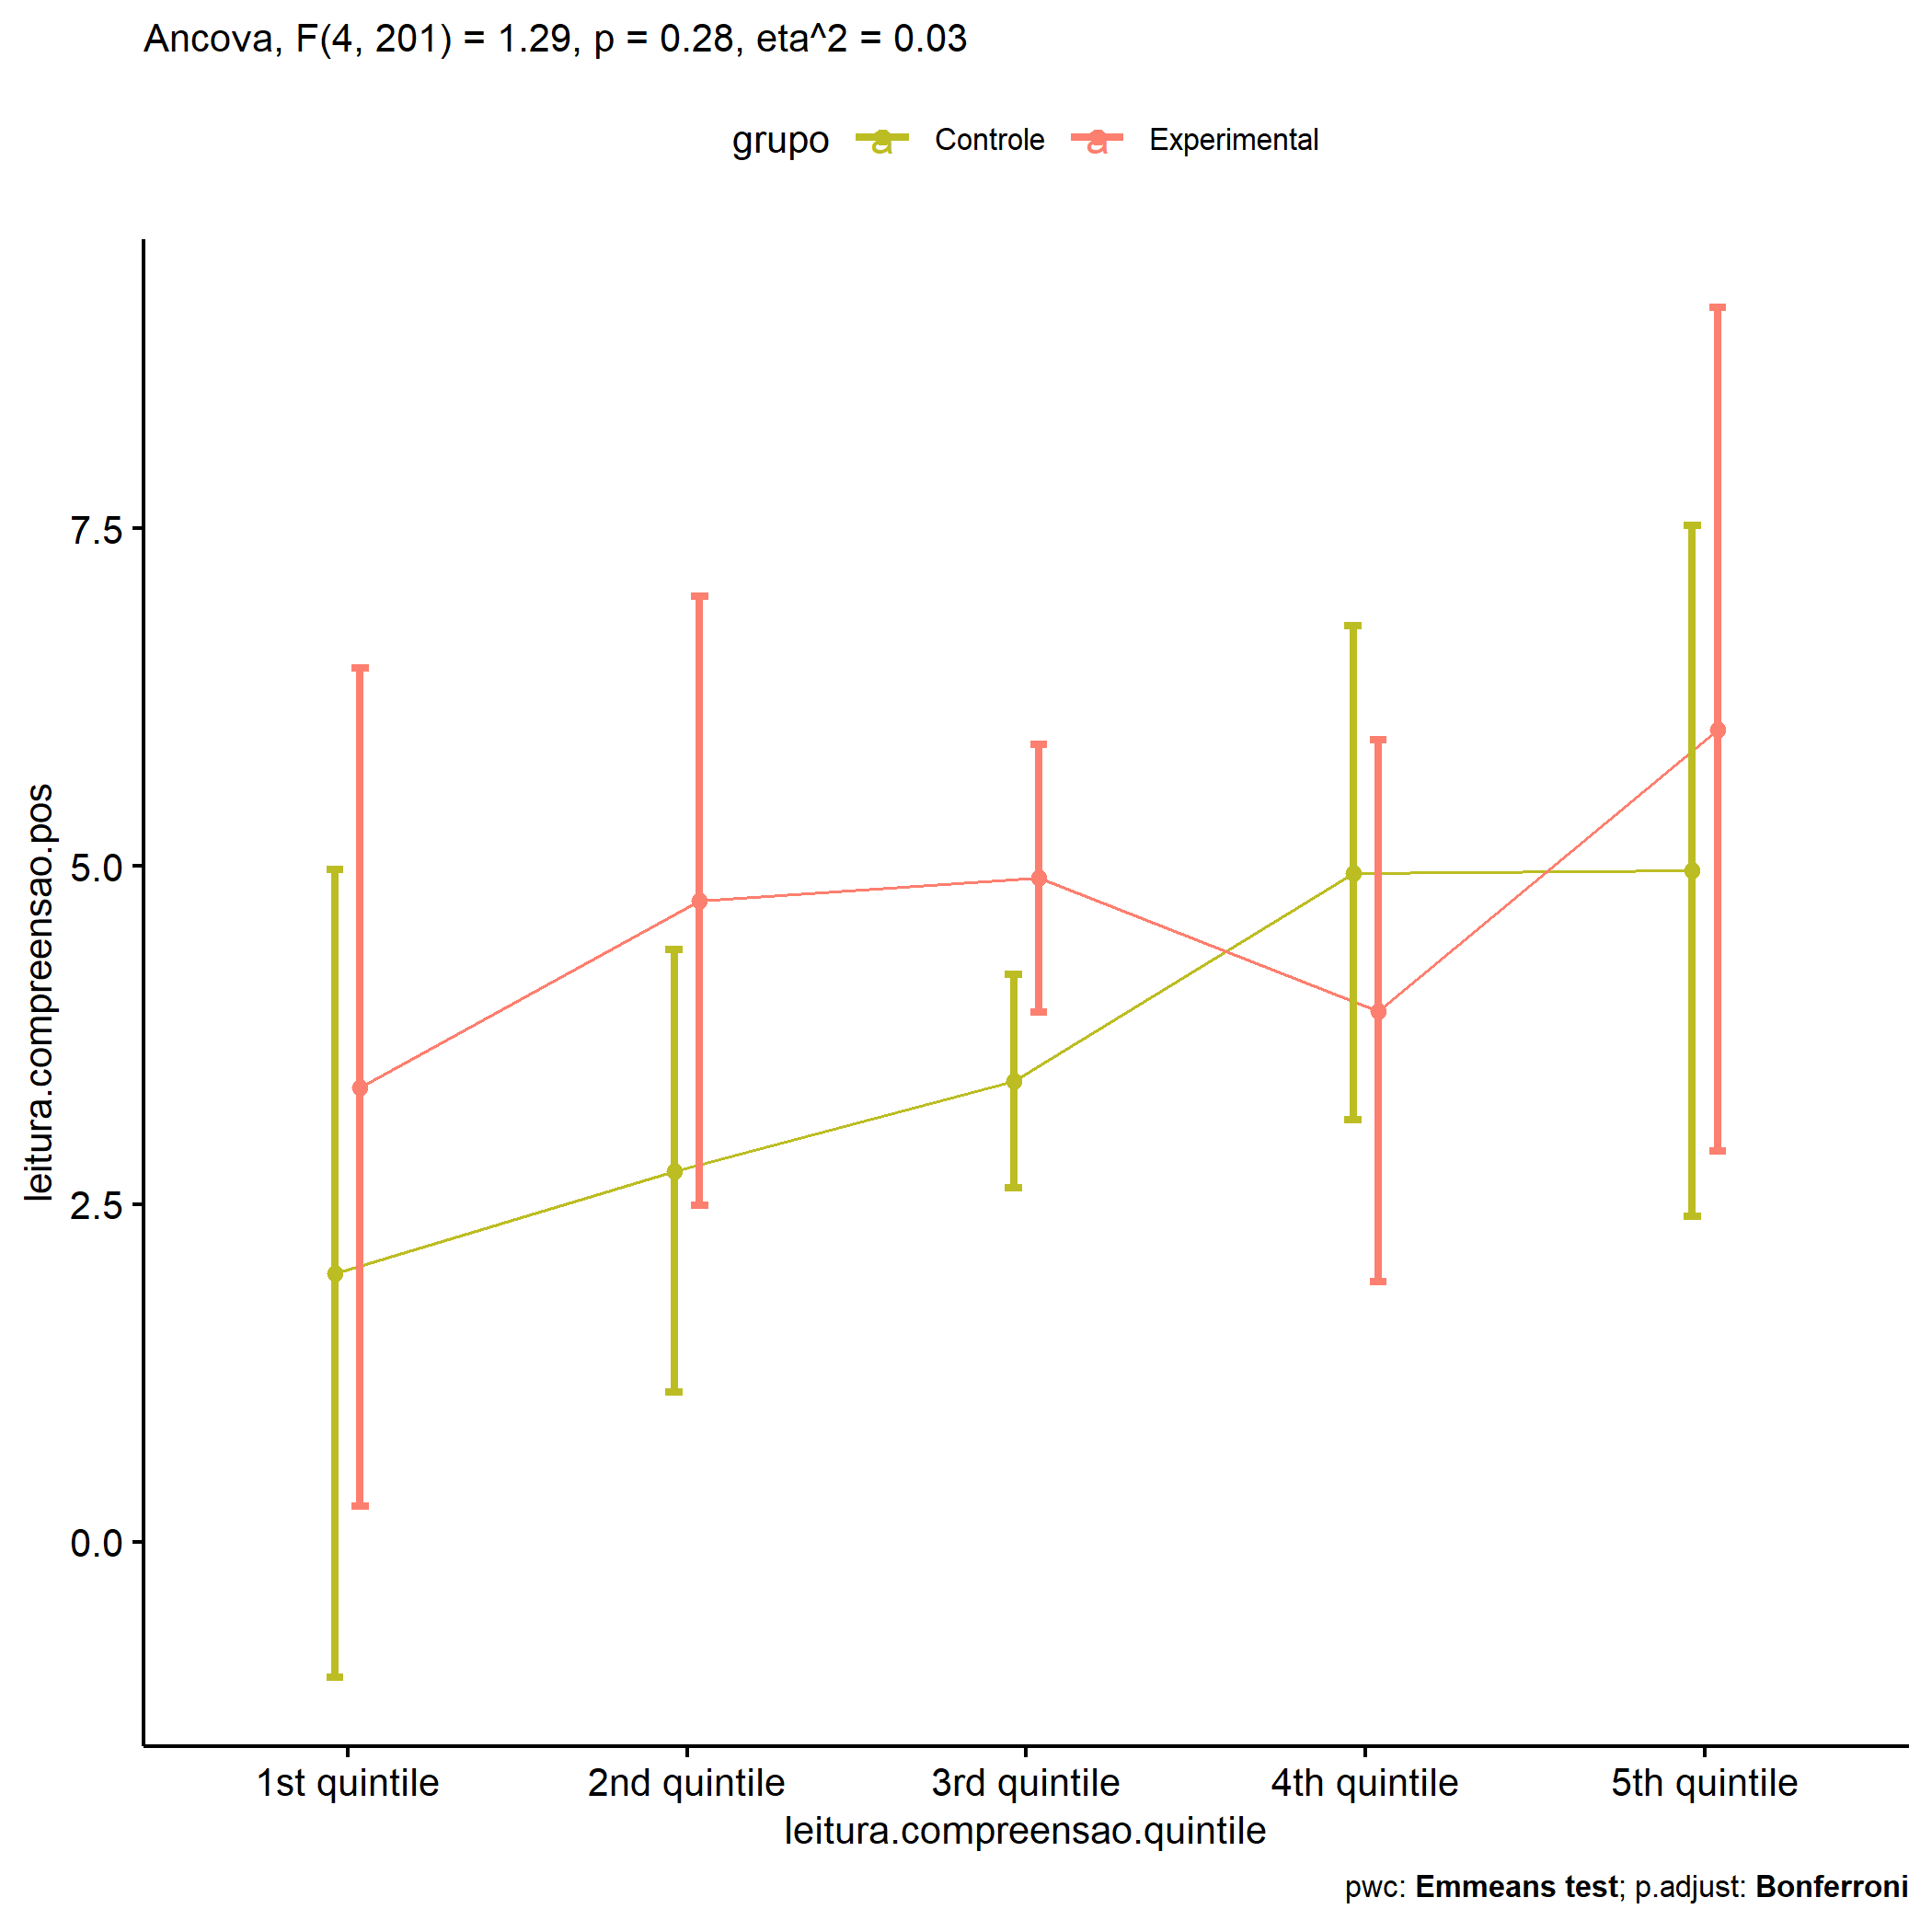 Ancova, F(4, 201) = 1.29, p = 0.28, eta^2 = 0.03
grupo a Controle a Experimental
leitura.compreensao.pos
7.5
5.0
2.5
0.0
1st quintile 2nd quintile 3rd quintile 4th quintile 5th quintile
leitura.compreensao.quintile
pwc: Emmeans test; p.adjust: Bonferroni